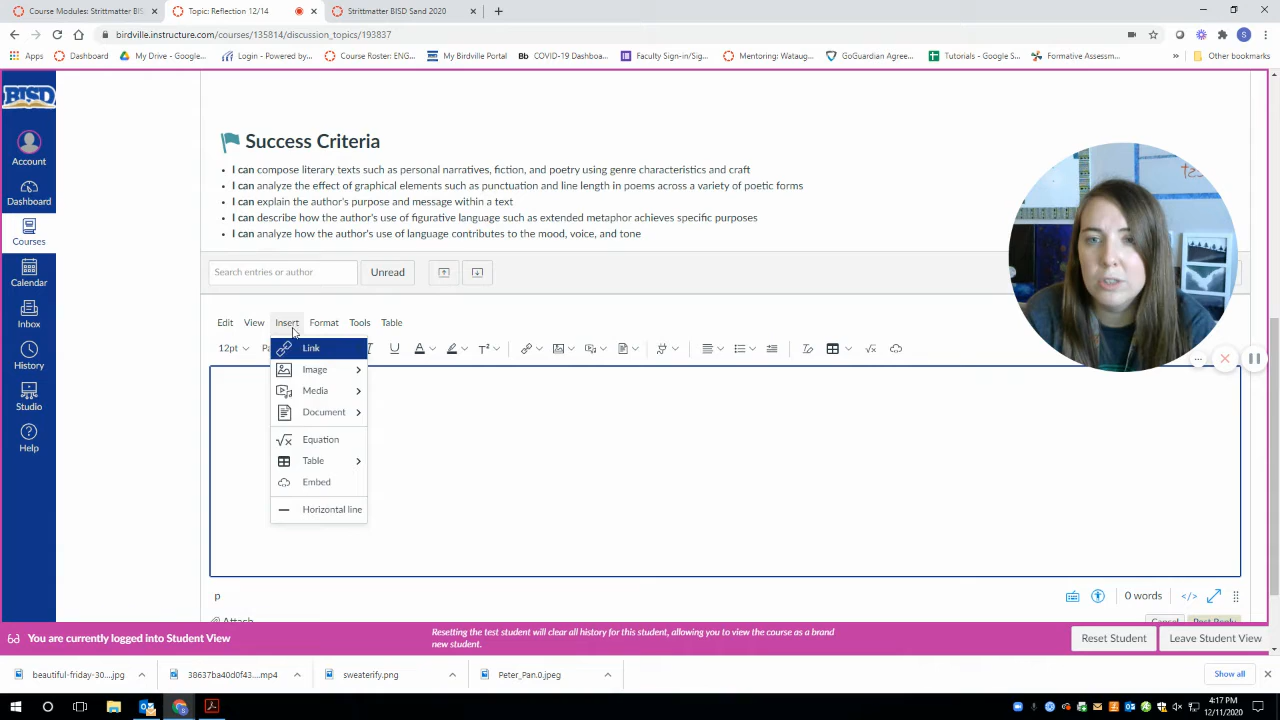 Course Modules: Strittmatter BIS
Topic: Reflection 12/14
Strittmatter BISD Sand 2020
birdville.instructure.com/courses/135814/discussion_topics/193837
Apps
Dashboard
My Drive - Google...
Login - Powered by...
Course Roster: ENG...
My Birdville Portal
Bb COVID-19 Dashboa...
Faculty Sign-in/Sig...
Mentoring: Wataug...
GoGuardian Agree...
Tutorials - Google S...
Formative Assessm...
Other bookmarks
BISD
Account
Dashboard
Courses
Calendar
Inbox
History
Studio
Help
Success Criteria
I can compose literary texts such as personal narratives, fiction, and poetry using genre characteristics and craft
I can analyze the effect of graphical elements such as punctuation and line length in poems across a variety of poetic forms
I can explain the author's purpose and message within a text
I can describe how the author's use of figurative language such as extended metaphor achieves specific purposes
I can analyze how the author's use of language contributes to the mood, voice, and tone
Search entries or author
Unread
Edit View Insert Format Tools Table
12pt
Link
Image
Media
Document
Equation
Table
Embed
Horizontal line
p
0 words
</>
Attach
Cancel
Post Reply
You are currently logged into Student View
Resetting the test student will clear all history for this student, allowing you to view the course as a brand
new student.
Reset Student
Leave Student View
beautiful-friday-30....jpg
38637ba40d0f43....mp4
sweaterify.png
Peter_Pan.0.jpeg
Show all
4:17 PM
12/11/2020